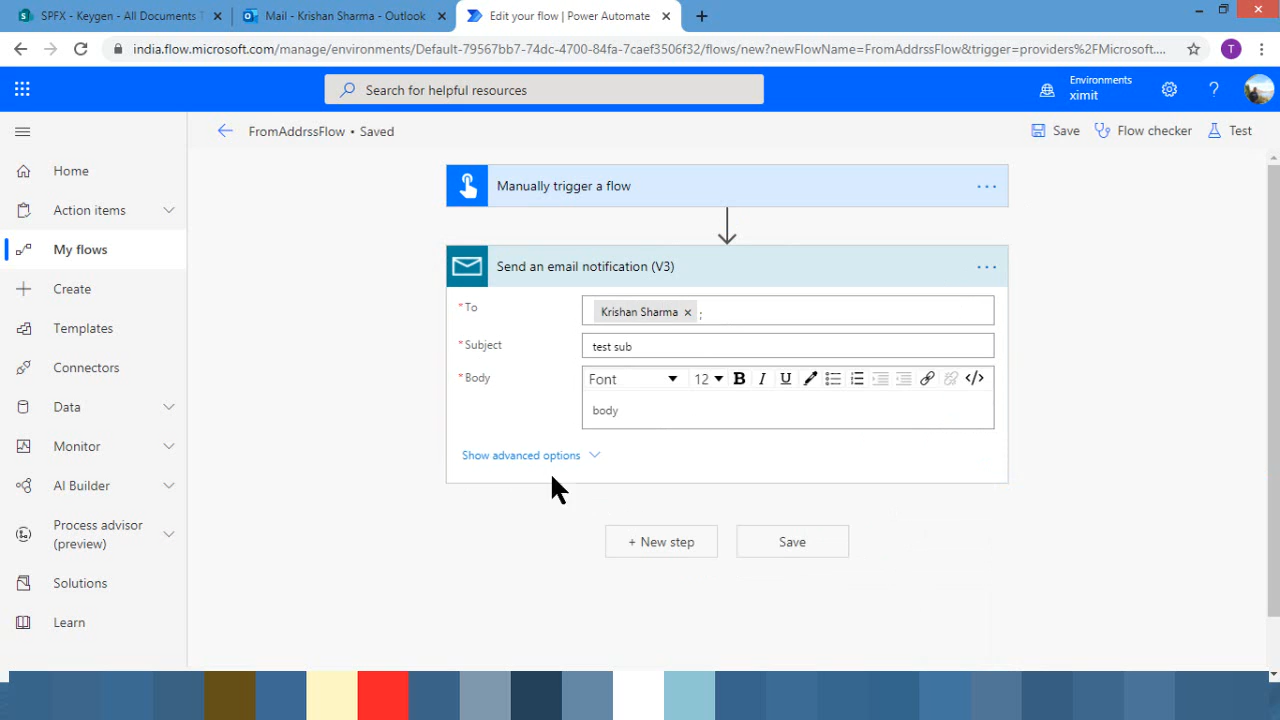 SPFX - Keygen - All Documents
Mail - Krishan Sharma - Outlook
Edit your flow | Power Automate
india.flow.microsoft.com/manage/environments/Default-79567bb7-74dc-4700-84fa-7caef3506f32/flows/new?newFlowName=FromAddrssFlow&trigger=providers%2FMicrosoft....
T
Search for helpful resources
Environments
ximit
FromAddrssFlow • Saved
Save
Flow checker
Test
Home
Action items
My flows
Create
Templates
Connectors
Data
Monitor
AI Builder
Process advisor
(preview)
Solutions
Learn
Manually trigger a flow
Send an email notification (V3)
* To
Krishan Sharma × ;
* Subject
test sub
* Body
Font
12
B
I
U
</>
body
Show advanced options
+ New step
Save